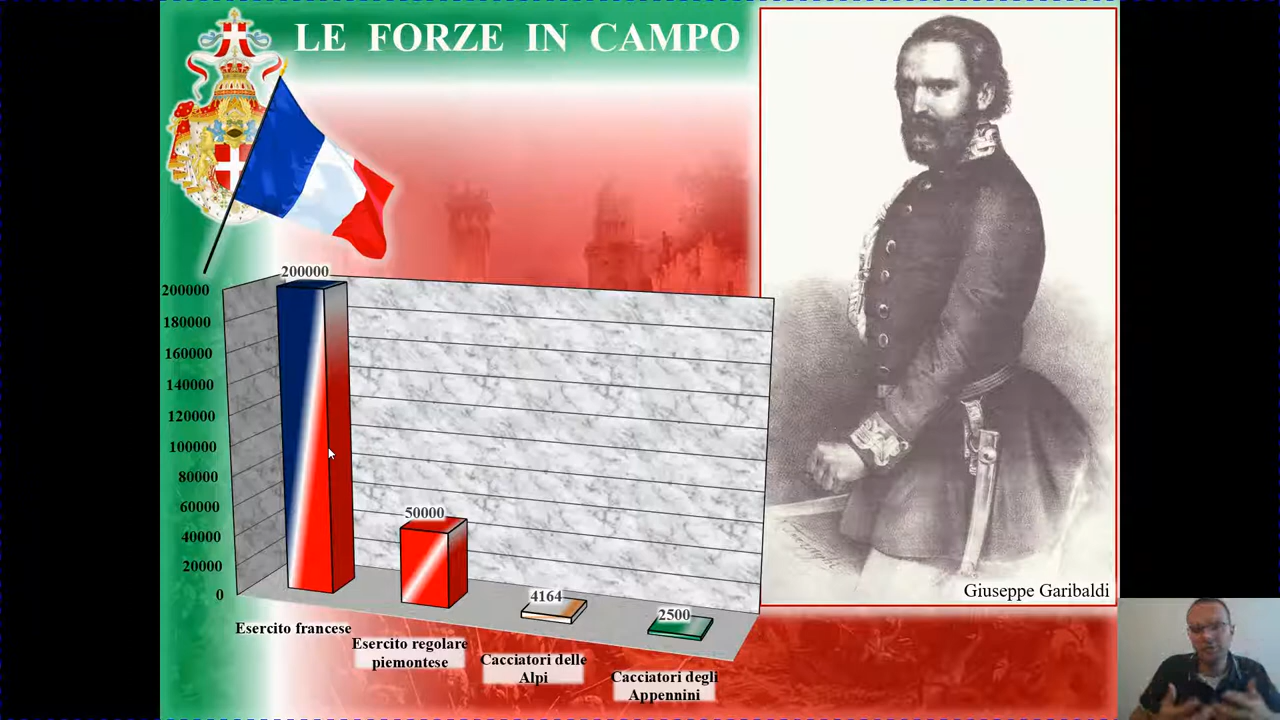 LE FORZE IN CAMPO
200000
200000
180000
160000
140000
120000
100000
80000
60000
40000
20000
0
50000
4164
2500
Esercito francese
Esercito regolare
piemontese
Cacciatori delle
Alpi
Cacciatori degli
Appennini
Giuseppe Garibaldi